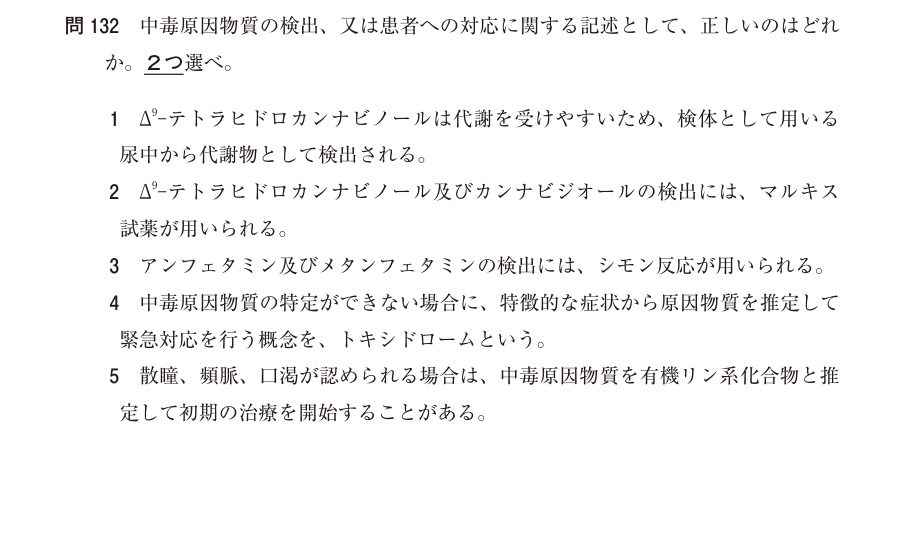 問 132　中毒原因物質の検出、又は患者への対応に関する記述として、正しいのはどれ
か。２つ選べ。
1　Δ⁹−テトラヒドロカンナビノールは代謝を受けやすいため、検体として用いる
尿中から代謝物として検出される。
2　Δ⁹−テトラヒドロカンナビノール及びカンナビジオールの検出には、マルキス
試薬が用いられる。
3　アンフェタミン及びメタンフェタミンの検出には、シモン反応が用いられる。
4　中毒原因物質の特定ができない場合に、特徴的な症状から原因物質を推定して
緊急対応を行う概念を、トキシドロームという。
5　散瞳、頻脈、口渇が認められる場合は、中毒原因物質を有機リン系化合物と推
定して初期の治療を開始することがある。